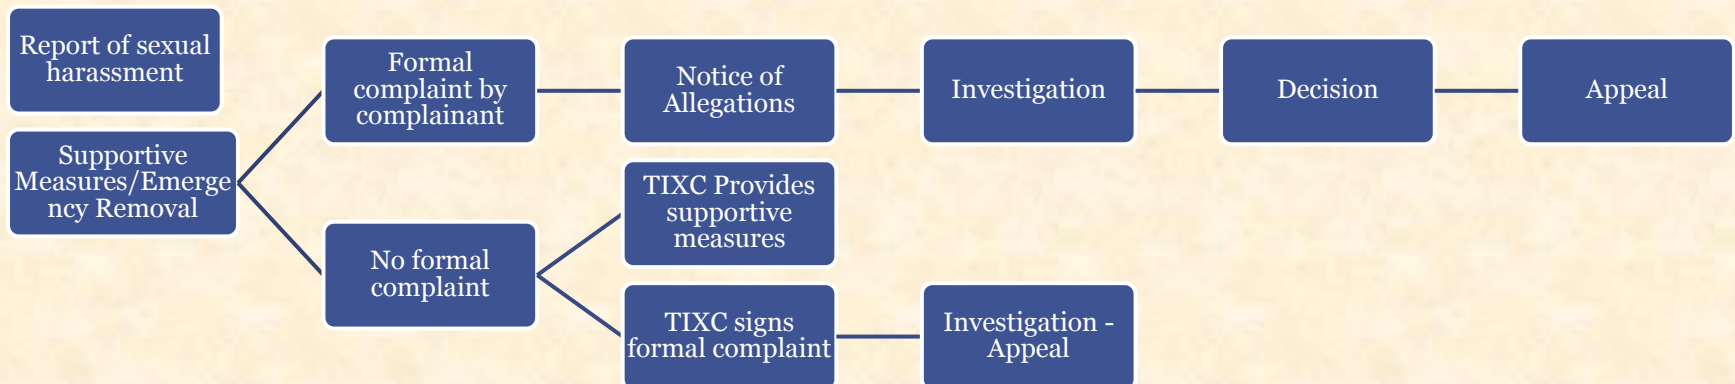 Report of sexual
harassment
Supportive
Measures/Emerge
ncy Removal
Formal
complaint by
complainant
Notice of
Allegations
Investigation
Decision
Appeal
No formal
complaint
TIXC Provides
supportive
measures
TIXC signs
formal complaint
Investigation -
Appeal